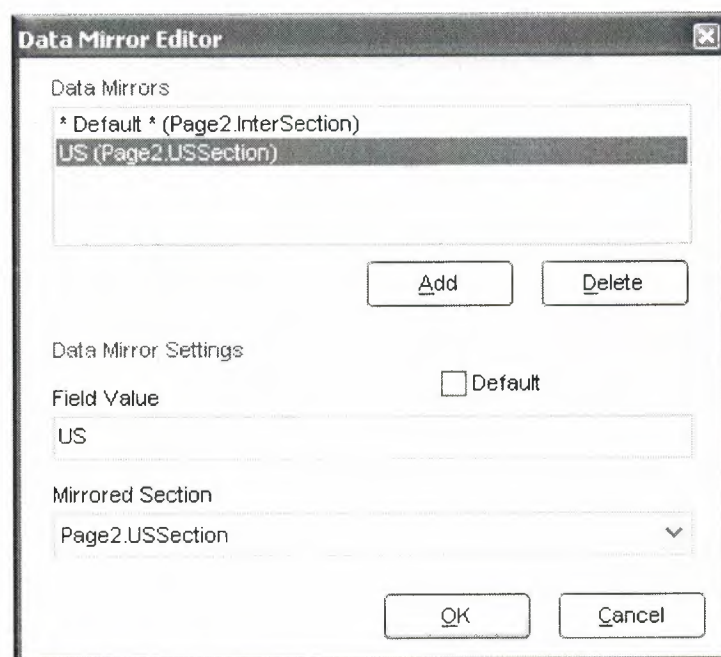 Data Mirror Editor
Data Mirrors
* Default * (Page2.InterSection)
US (Page2.USSection)
Add Delete
Data Mirror Settings
Default
Field Value
US
Mirrored Section
Page2.USSection
OK Cancel